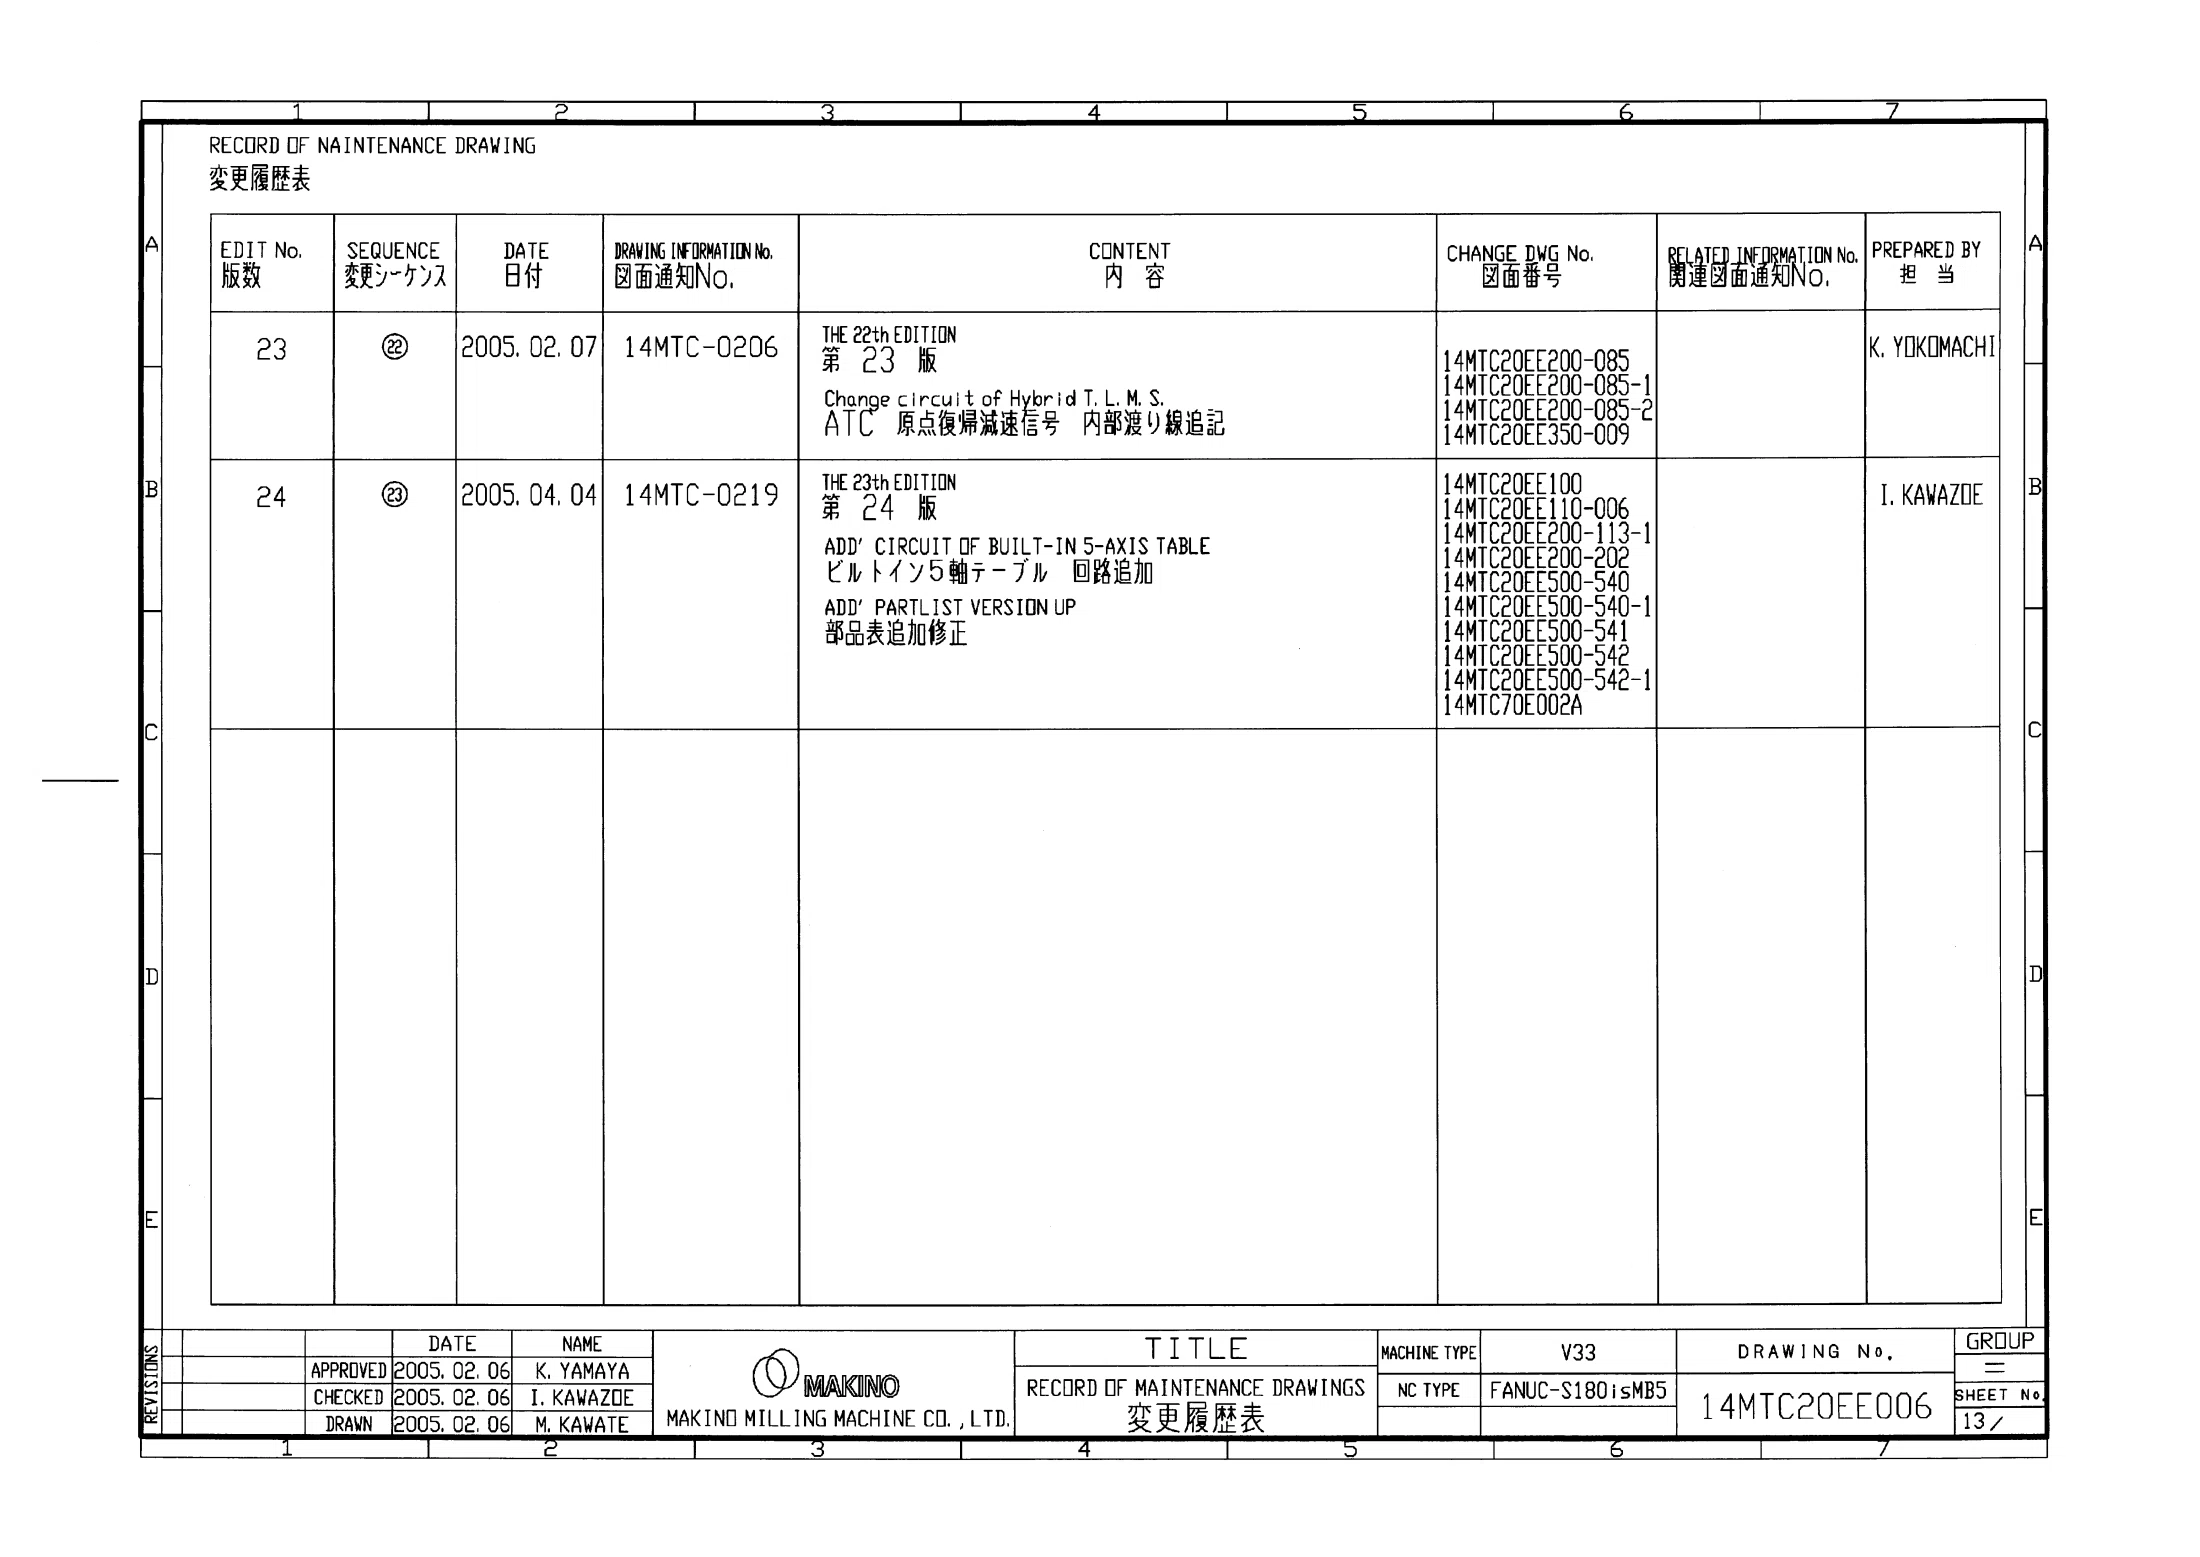 1 2 3 4 5 6 7
RECORD OF NAINTENANCE DRAWING
変更履歴表
EDIT No. SEQUENCE DATE DRAWING INFORMATION No. CONTENT CHANGE DWG No. RELATED INFORMATION No. PREPARED BY
版数 変更シーケンス 日付 図面通知No. 内 容 図面番号 関連図面通知No. 担 当
23 ㉒ 2005.02.07 14MTC-0206 THE 22th EDITION K. YOKOMACHI
第 23 版
Change circuit of Hybrid T. L. M. S.
ATC 原点復帰減速信号 内部渡り線追記
14MTC20EE200-085
14MTC20EE200-085-1
14MTC20EE200-085-2
14MTC20EE350-009
24 ㉓ 2005.04.04 14MTC-0219 THE 23th EDITION I. KAWAZOE
第 24 版
ADD' CIRCUIT OF BUILT-IN 5-AXIS TABLE
ビルトイン5軸テーブル 回路追加
ADD' PARTLIST VERSION UP
部品表追加修正
14MTC20EE100
14MTC20EE110-006
14MTC20EE200-113-1
14MTC20EE200-202
14MTC20EE500-540
14MTC20EE500-540-1
14MTC20EE500-541
14MTC20EE500-542
14MTC20EE500-542-1
14MTC70E002A
A A
B B
C C
D D
E E
REVISIONS
DATE NAME
APPROVED 2005.02.06 K. YAMAYA
CHECKED 2005.02.06 I. KAWAZOE
DRAWN 2005.02.06 M. KAWATE
MAKINO
MAKINO MILLING MACHINE CO.,LTD.
TITLE
RECORD OF MAINTENANCE DRAWINGS
変更履歴表
MACHINE TYPE V33
NC TYPE FANUC-S180isMB5
DRAWING No.
14MTC20EE006
GROUP
=
SHEET No.
13/
1 2 3 4 5 6 7